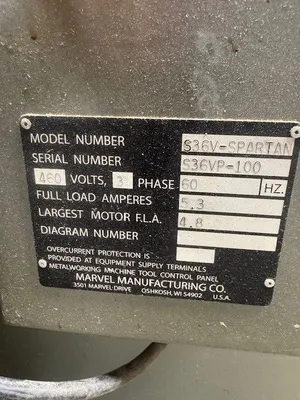 MODEL NUMBER S36V-SPARTAN
SERIAL NUMBER S36VP-100
460 VOLTS, 3 PHASE 60 HZ.
FULL LOAD AMPERES 5.3
LARGEST MOTOR F.L.A. 4.8
DIAGRAM NUMBER
OVERCURRENT PROTECTION IS
PROVIDED AT EQUIPMENT SUPPLY TERMINALS
METALWORKING MACHINE TOOL CONTROL PANEL
MARVEL MANUFACTURING CO.
3501 MARVEL DRIVE OSHKOSH, WI 54902 U.S.A.